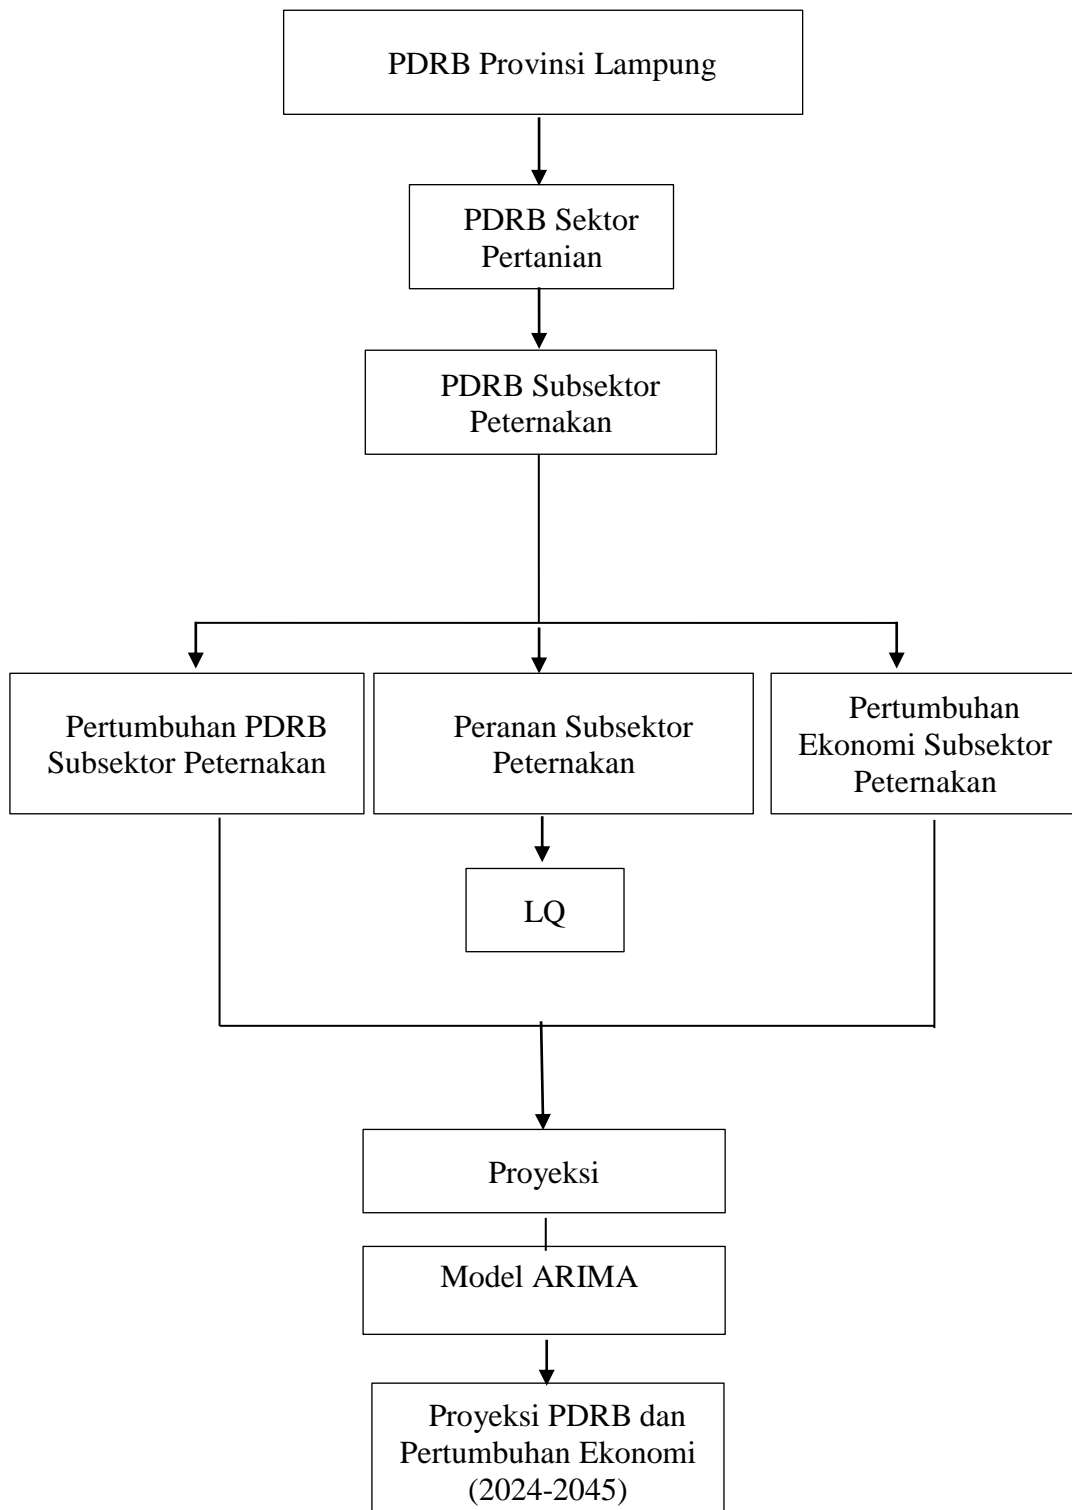 PDRB Provinsi Lampung
PDRB Sektor
Pertanian
PDRB Subsektor
Peternakan
Pertumbuhan PDRB
Subsektor Peternakan
Peranan Subsektor
Peternakan
Pertumbuhan
Ekonomi Subsektor
Peternakan
LQ
Proyeksi
Model ARIMA
Proyeksi PDRB dan
Pertumbuhan Ekonomi
(2024-2045)